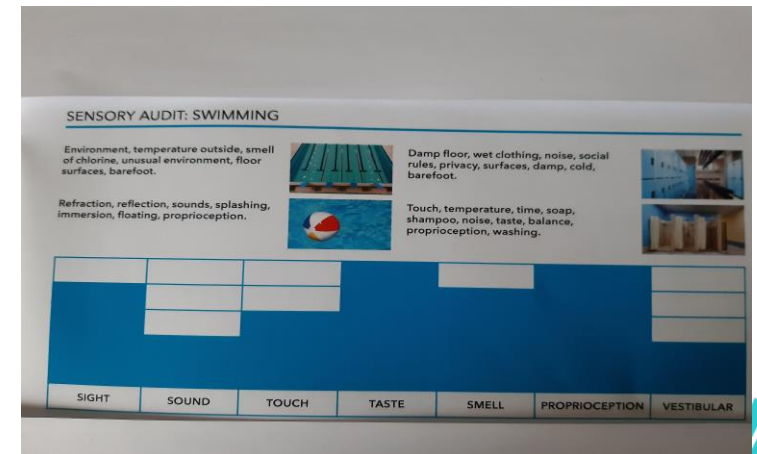 SENSORY AUDIT: SWIMMING
Environment, temperature outside, smell
of chlorine, unusual environment, floor
surfaces, barefoot.
Refraction, reflection, sounds, splashing,
immersion, floating, proprioception.
Damp floor, wet clothing, noise, social
rules, privacy, surfaces, damp, cold,
barefoot.
Touch, temperature, time, soap,
shampoo, noise, taste, balance,
proprioception, washing.
SIGHT
SOUND
TOUCH
TASTE
SMELL
PROPRIOCEPTION
VESTIBULAR